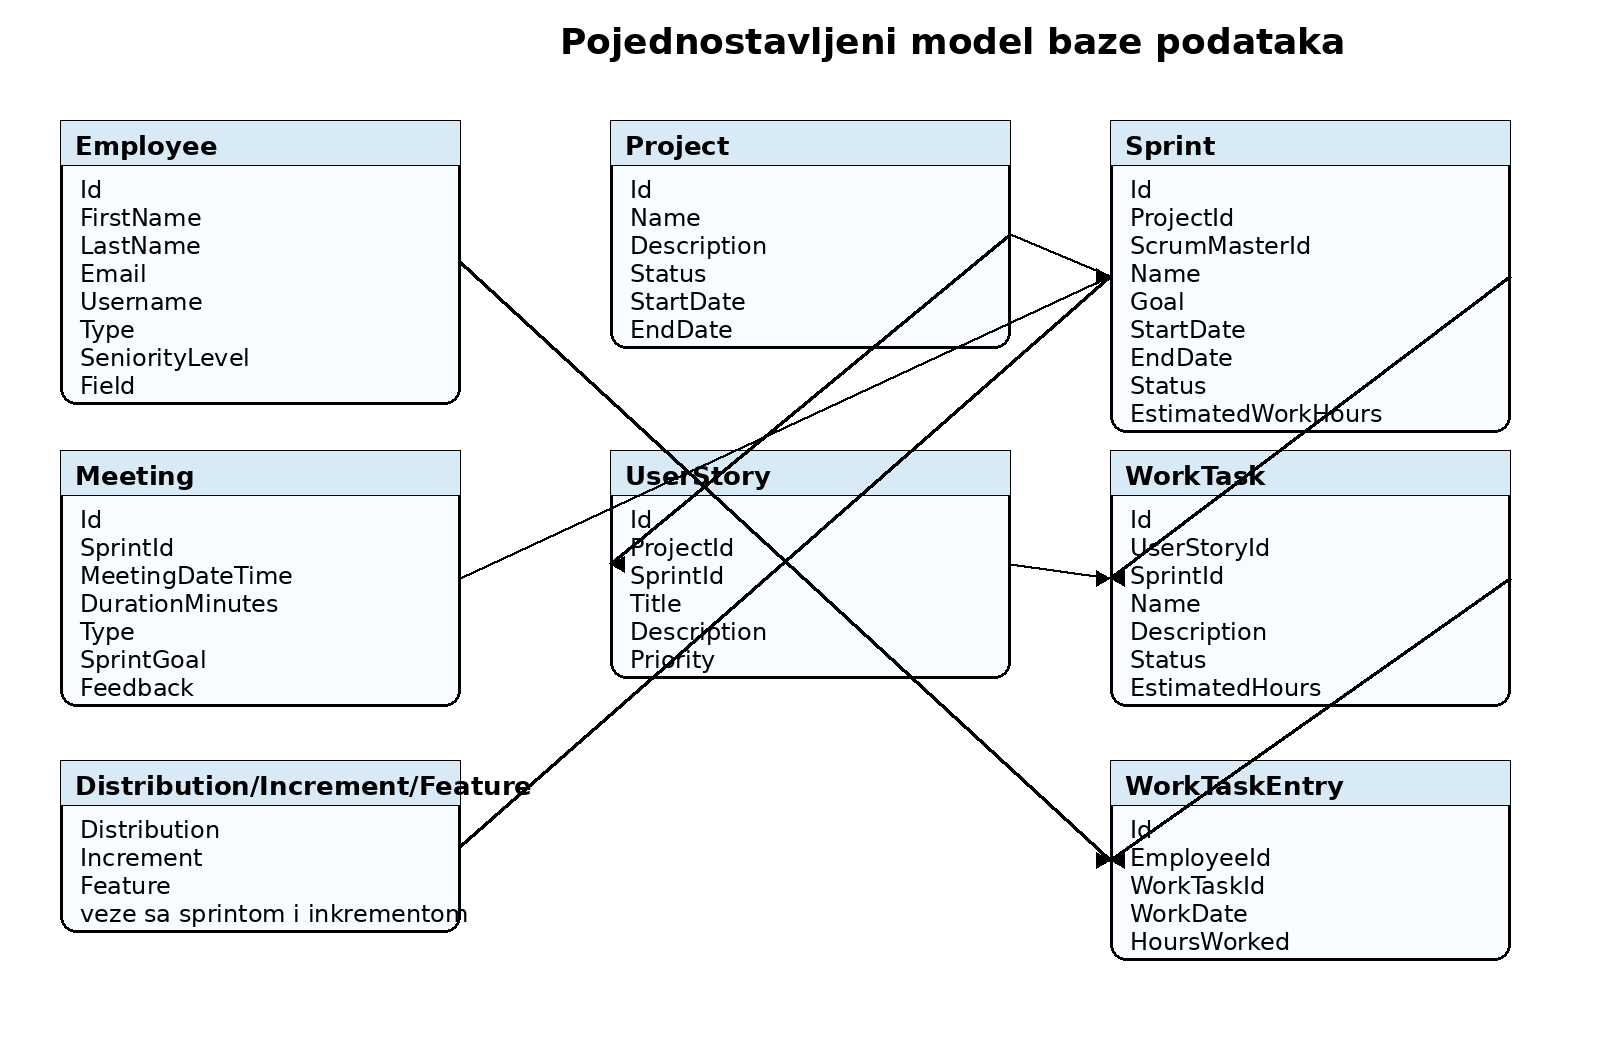 Pojednostavljeni model baze podataka
Employee
Id
FirstName
LastName
Email
Username
Type
SeniorityLevel
Field
Project
Id
Name
Description
Status
StartDate
EndDate
Sprint
Id
ProjectId
ScrumMasterId
Name
Goal
StartDate
EndDate
Status
EstimatedWorkHours
Meeting
Id
SprintId
MeetingDateTime
DurationMinutes
Type
SprintGoal
Feedback
UserStory
Id
ProjectId
SprintId
Title
Description
Priority
WorkTask
Id
UserStoryId
SprintId
Name
Description
Status
EstimatedHours
Distribution/Increment/Feature
Distribution
Increment
Feature
veze sa sprintom i inkrementom
WorkTaskEntry
Id
EmployeeId
WorkTaskId
WorkDate
HoursWorked